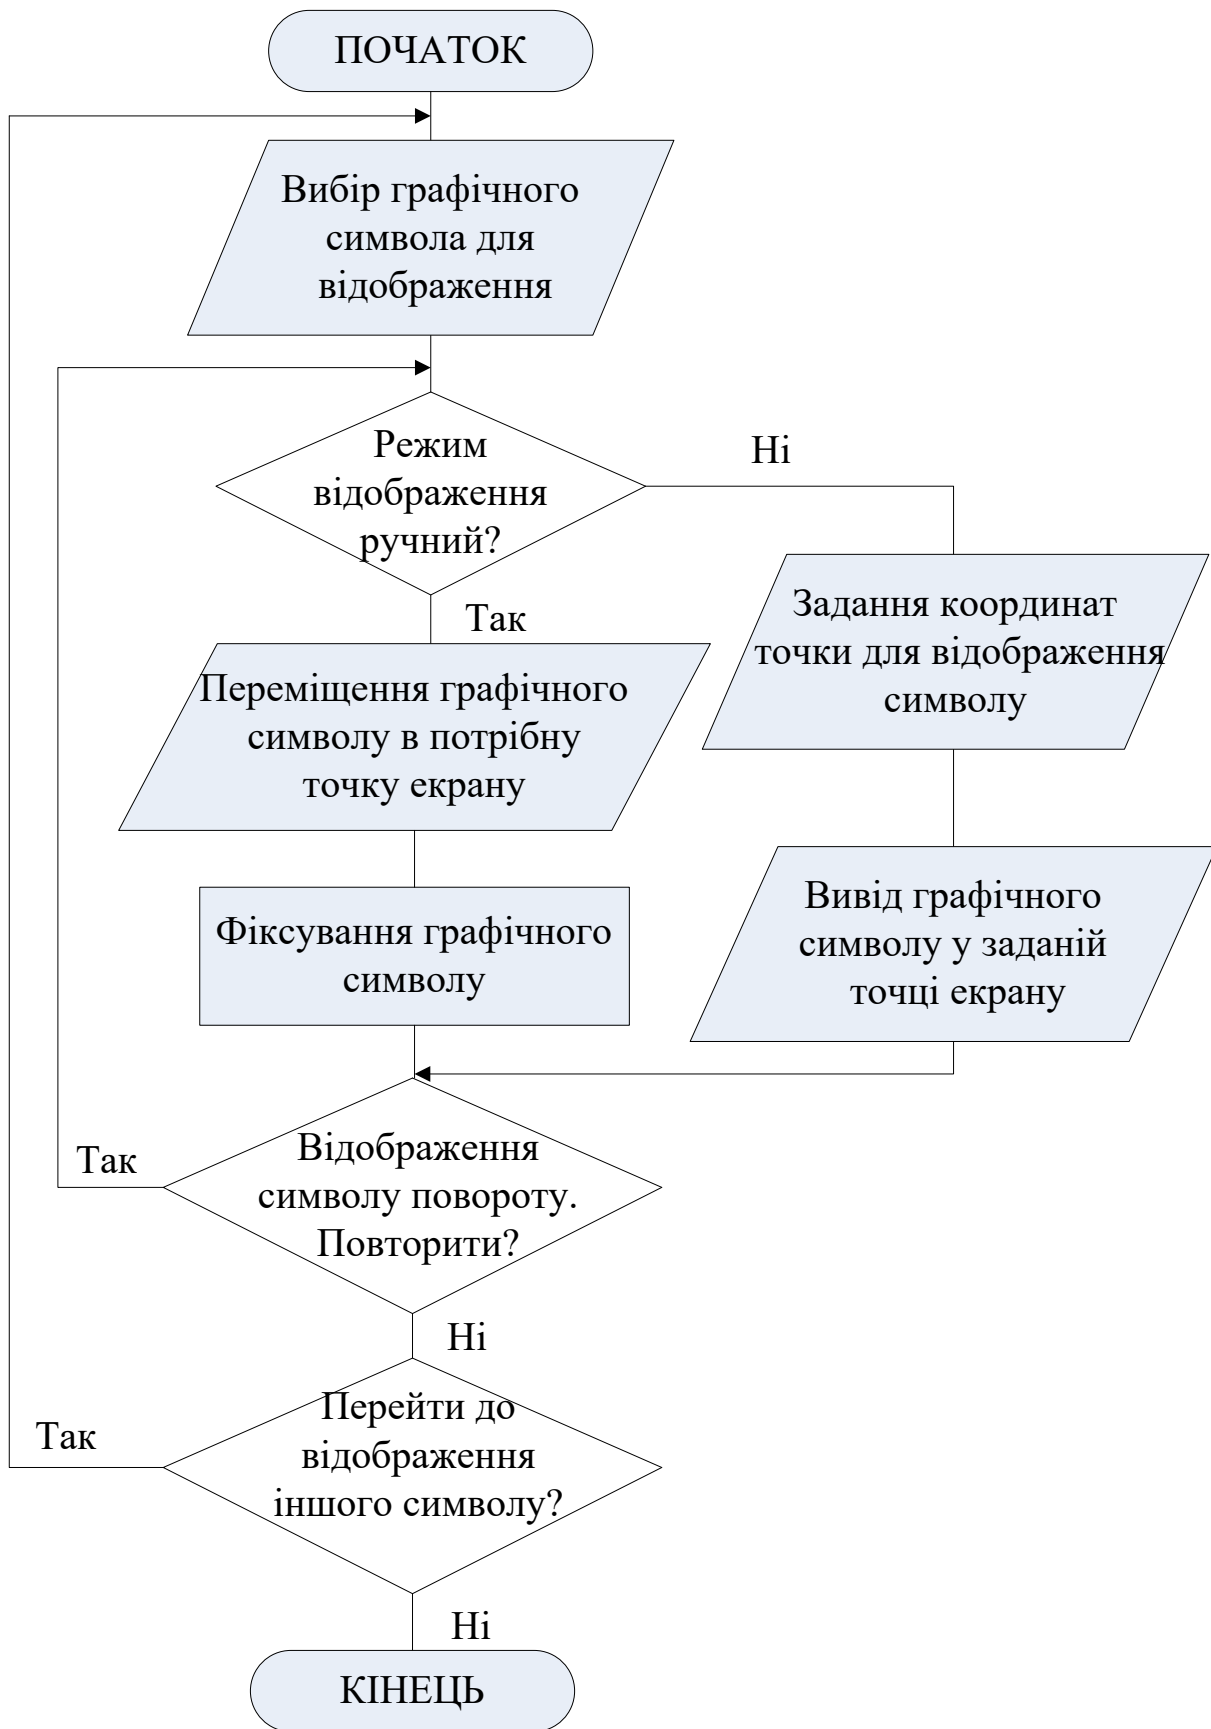 ПОЧАТОК
Вибір графічного
символа для
відображення
Режим
відображення
ручний?
Ні
Так
Задання координат
точки для відображення
символу
Переміщення графічного
символу в потрібну
точку екрану
Фіксування графічного
символу
Вивід графічного
символу у заданій
точці екрану
Так
Відображення
символу повороту.
Повторити?
Ні
Так
Перейти до
відображення
іншого символу?
Ні
КІНЕЦЬ